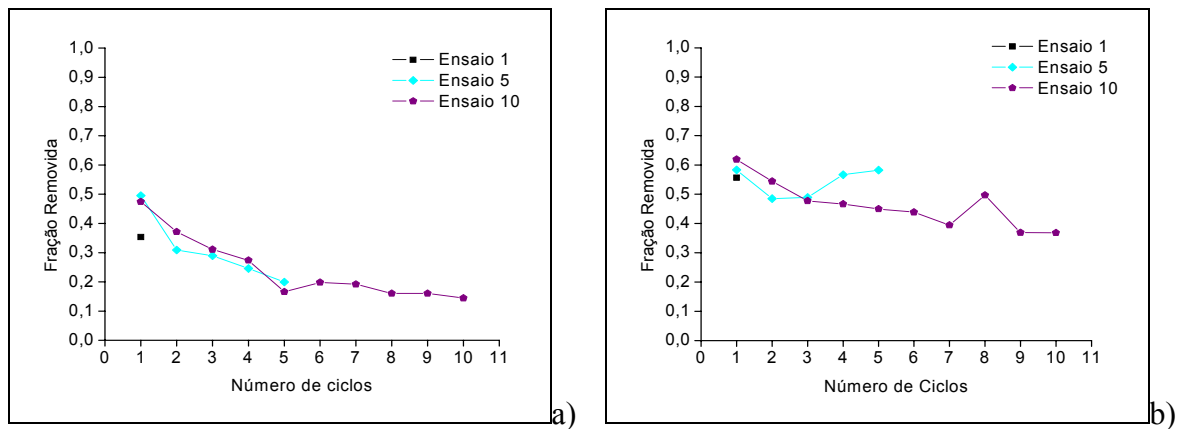 1,0
0,9
0,8
0,7
0,6
0,5
0,4
0,3
0,2
0,1
0,0
Fração Removida
Ensaio 1
Ensaio 5
Ensaio 10
0 1 2 3 4 5 6 7 8 9 10 11
Número de ciclos
a)
1,0
0,9
0,8
0,7
0,6
0,5
0,4
0,3
0,2
0,1
0,0
Fração Removida
Ensaio 1
Ensaio 5
Ensaio 10
0 1 2 3 4 5 6 7 8 9 10 11
Número de Ciclos
b)